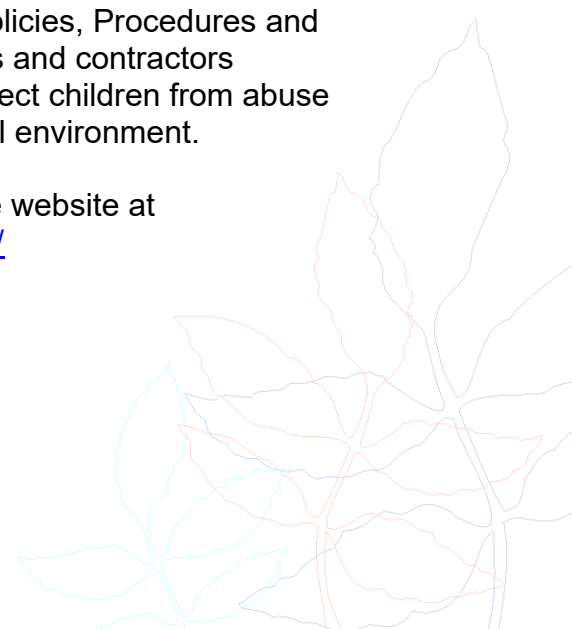 olicies, Procedures and
s and contractors
ect children from abuse
l environment.
e website at
/